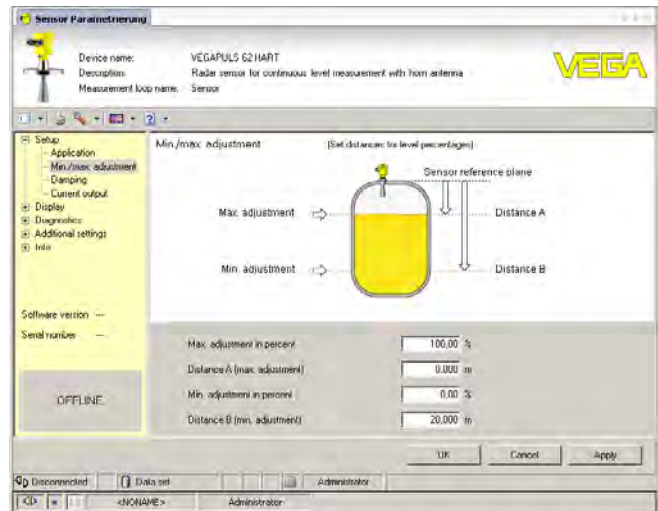 Sensor Parametrierung
Device name: VEGAPULS 62 HART
Description: Radar sensor for continuous level measurement with horn antenna
Measurement loop name: Sensor
VEGA
Setup
Application
Min./max. adjustment
Damping
Current output
Display
Diagnostics
Additional settings
Info
Software version ---
Serial number ---
OFFLINE
Min./max. adjustment (Set distances for level percentages)
Sensor reference plane
Max. adjustment
Distance A
Min. adjustment
Distance B
Max. adjustment in percent 100,00 %
Distance A (max. adjustment) 0,000 m
Min. adjustment in percent 0,00 %
Distance B (min. adjustment) 20,000 m
OK Cancel Apply
Disconnected Data set Administrator
<NONAME> Administrator